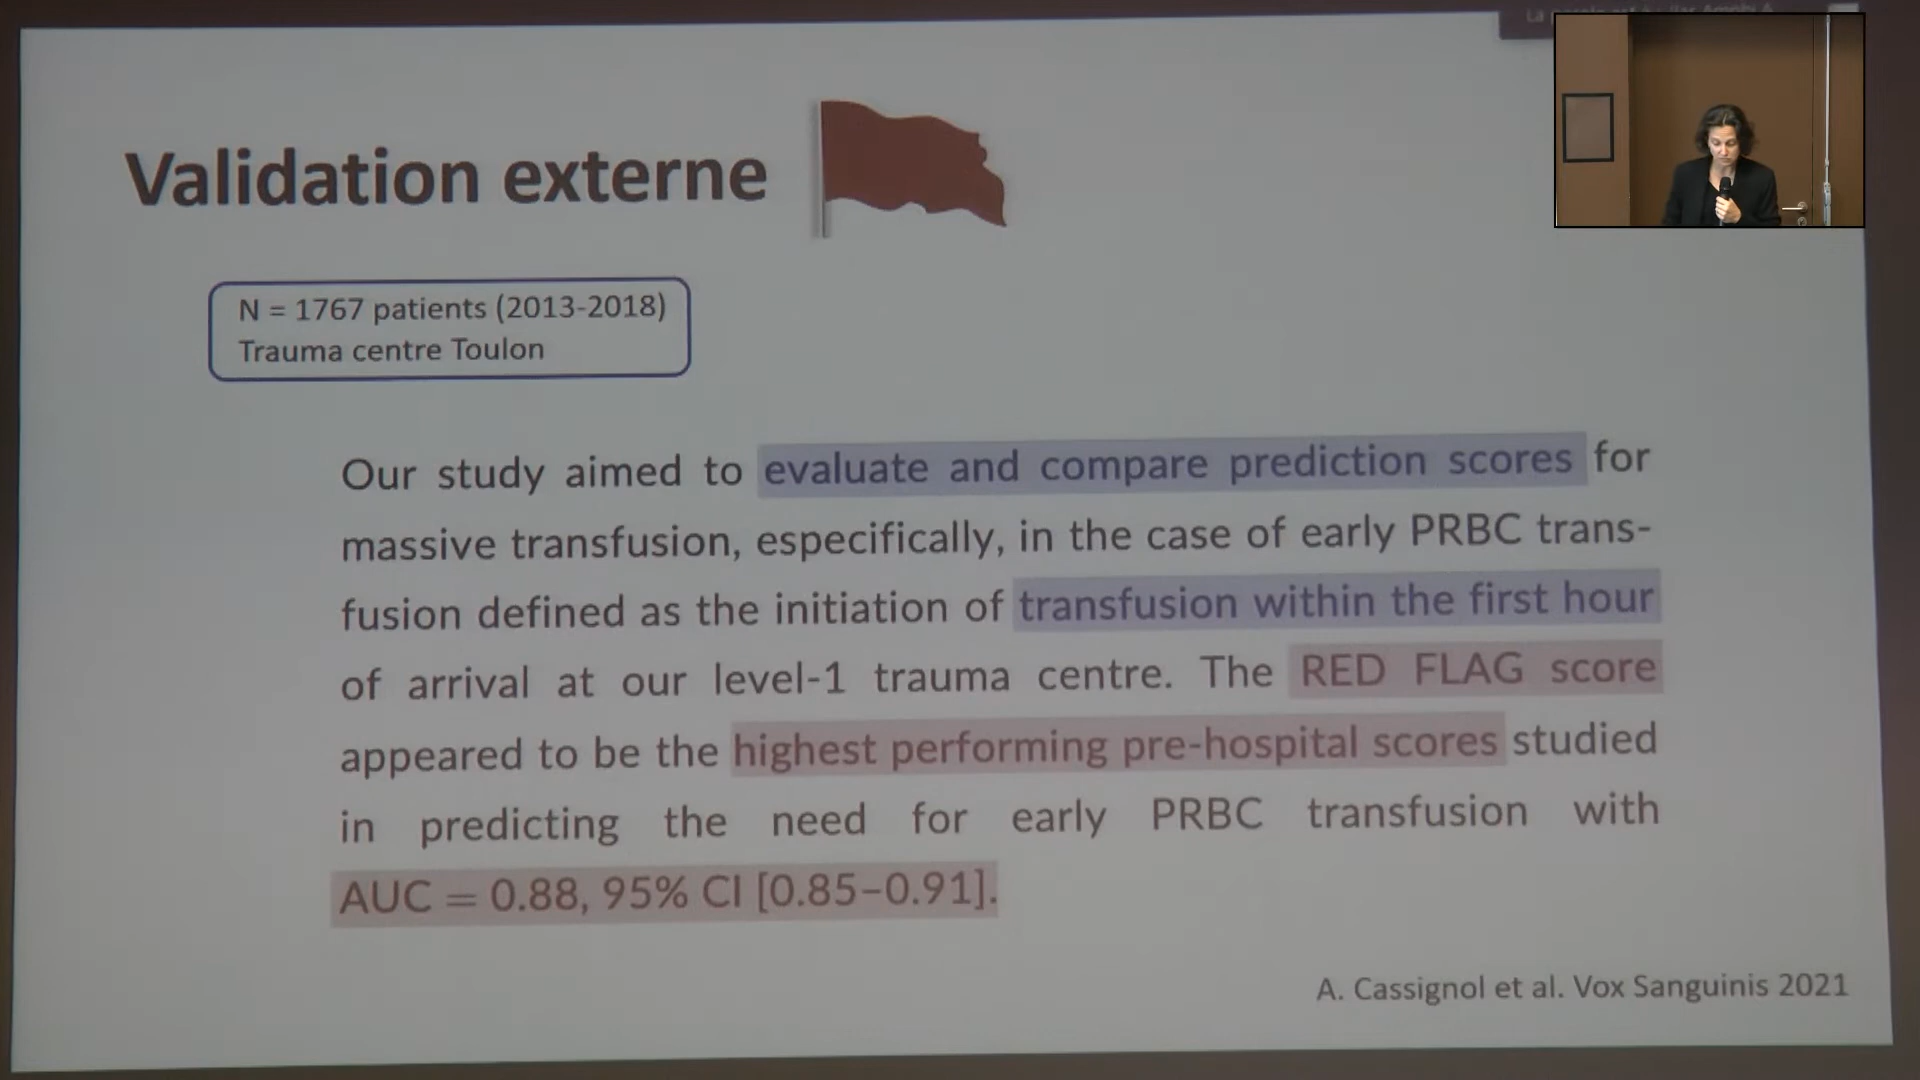 Validation externe
N = 1767 patients (2013-2018)
Trauma centre Toulon
Our study aimed to evaluate and compare prediction scores for
massive transfusion, especifically, in the case of early PRBC trans-
fusion defined as the initiation of transfusion within the first hour
of arrival at our level-1 trauma centre. The RED FLAG score
appeared to be the highest performing pre-hospital scores studied
in predicting the need for early PRBC transfusion with
AUC = 0.88, 95% CI [0.85–0.91].
A. Cassignol et al. Vox Sanguinis 2021